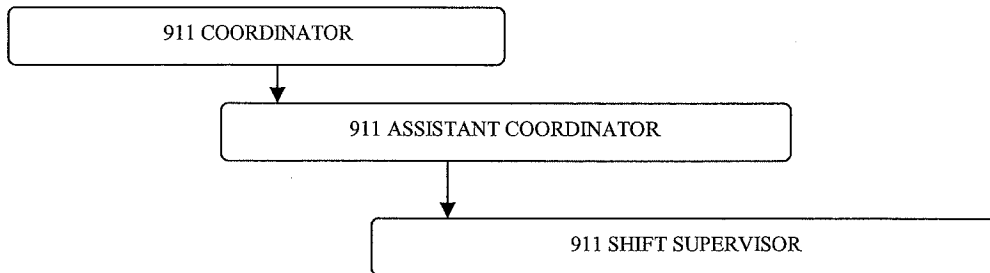 911 COORDINATOR
911 ASSISTANT COORDINATOR
911 SHIFT SUPERVISOR